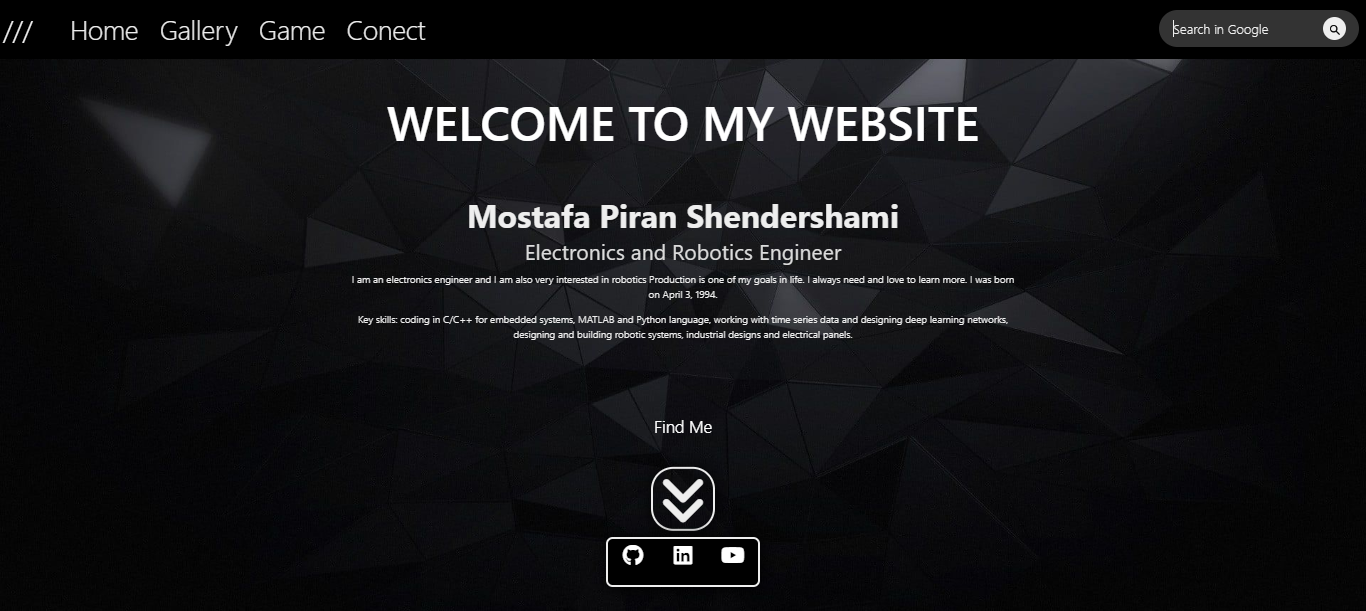 /// Home Gallery Game Conect
Search in Google
WELCOME TO MY WEBSITE
Mostafa Piran Shendershami
Electronics and Robotics Engineer
I am an electronics engineer and I am also very interested in robotics Production is one of my goals in life. I always need and love to learn more. I was born
on April 3, 1994.
Key skills: coding in C/C++ for embedded systems, MATLAB and Python language, working with time series data and designing deep learning networks,
designing and building robotic systems, industrial designs and electrical panels.
Find Me
in